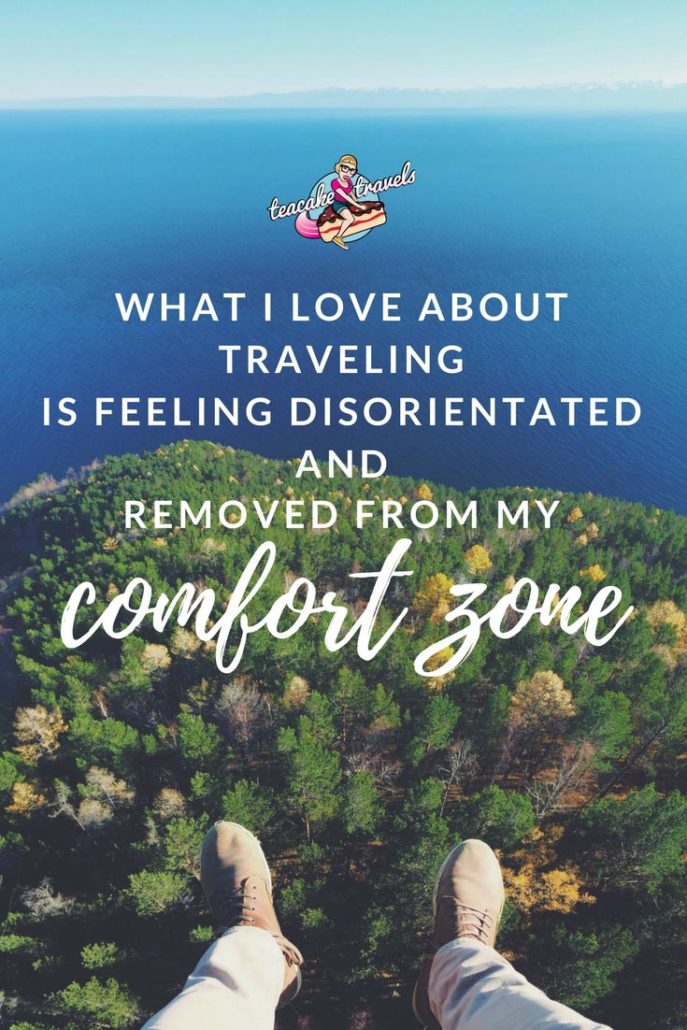 teacake travels
WHAT I LOVE ABOUT
TRAVELING
IS FEELING DISORIENTATED
AND
REMOVED FROM MY
comfort zone